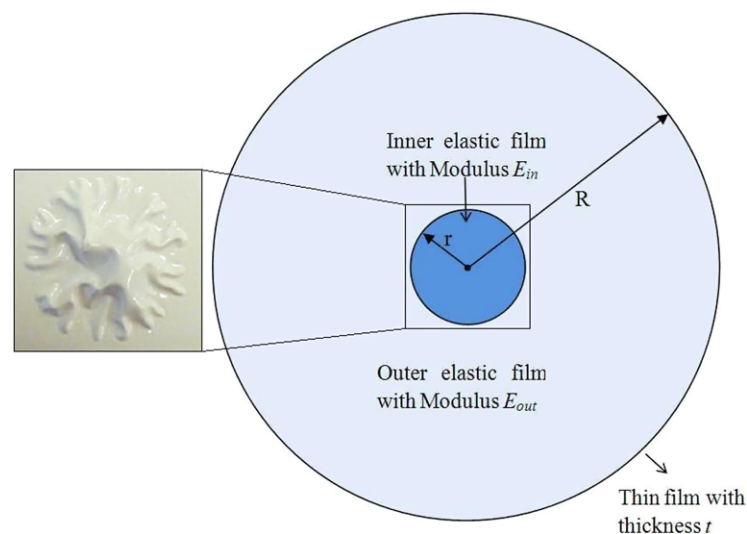 Inner elastic film
with Modulus E_in
R
r
Outer elastic film
with Modulus E_out
Thin film with
thickness t